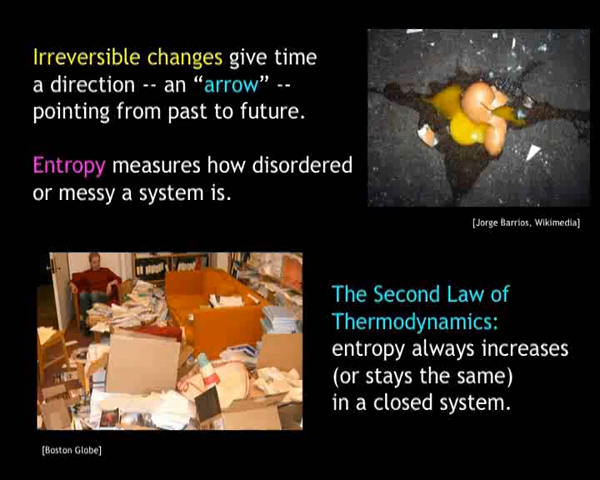 Irreversible changes give time
a direction -- an “arrow” --
pointing from past to future.
Entropy measures how disordered
or messy a system is.
[Jorge Barrios, Wikimedia]
The Second Law of
Thermodynamics:
entropy always increases
(or stays the same)
in a closed system.
[Boston Globe]